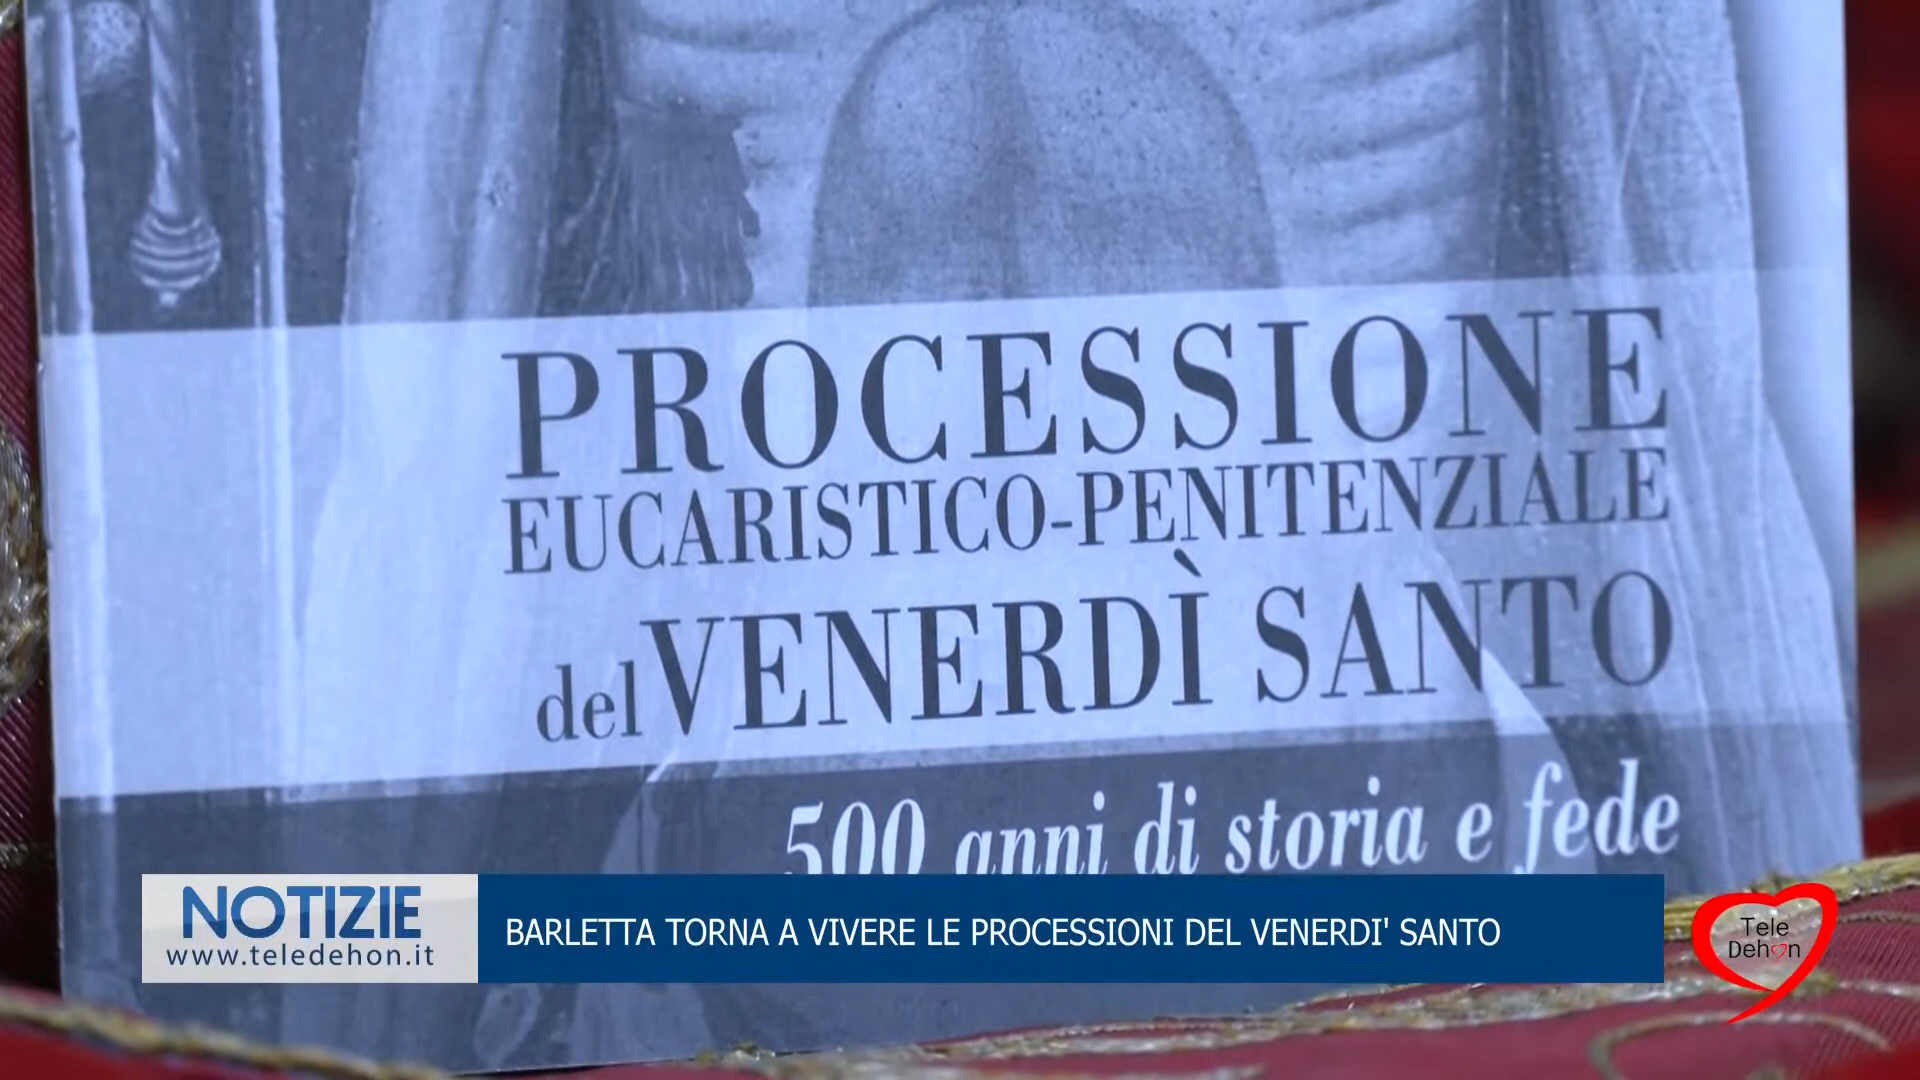 PROCESSIONE
EUCARISTICO-PENITENZIALE
del VENERDÌ SANTO
500 anni di storia e fede
NOTIZIE
www.teledehon.it
BARLETTA TORNA A VIVERE LE PROCESSIONI DEL VENERDI' SANTO
Tele
Dehon